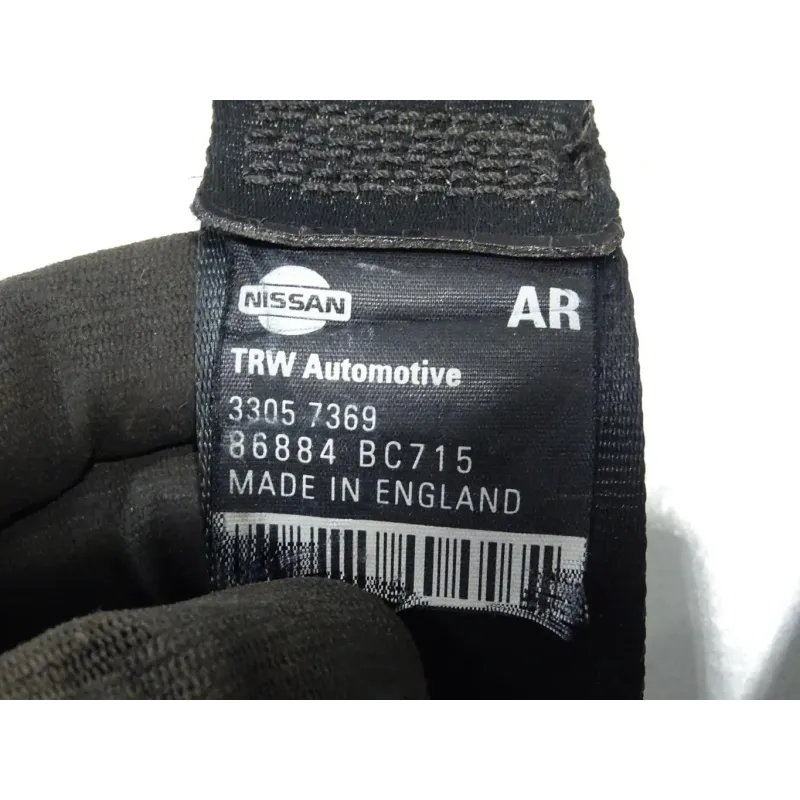 NISSAN
AR
TRW Automotive
3305 7369
86884 BC715
MADE IN ENGLAND